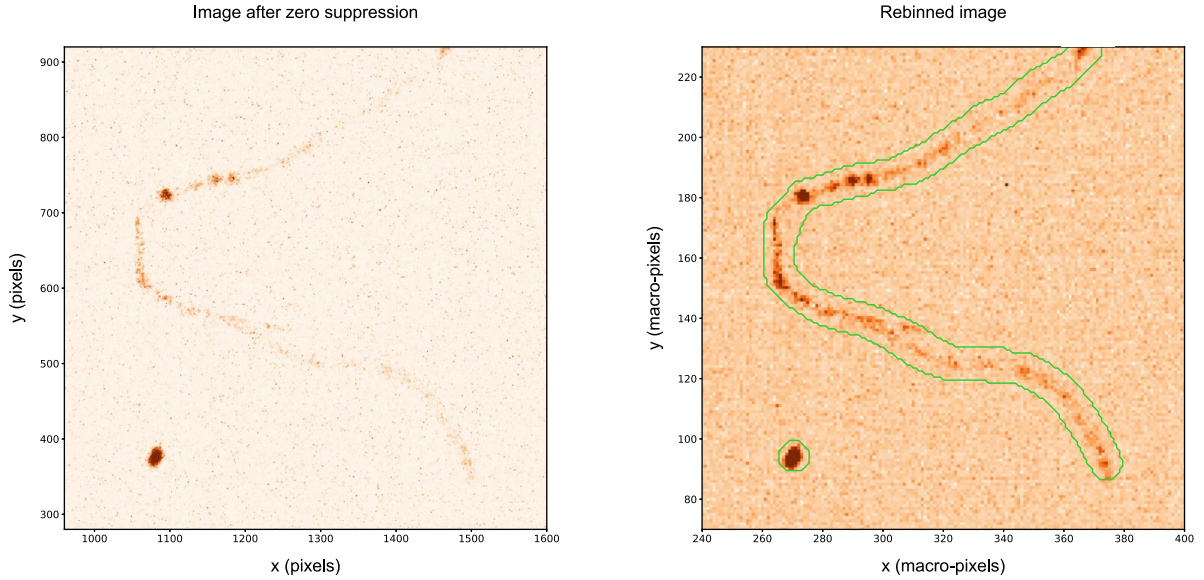 Image after zero suppression
900
800
700
600
500
400
300
y (pixels)
1000 1100 1200 1300 1400 1500 1600
x (pixels)
Rebinned image
220
200
180
160
140
120
100
80
y (macro-pixels)
240 260 280 300 320 340 360 380 400
x (macro-pixels)